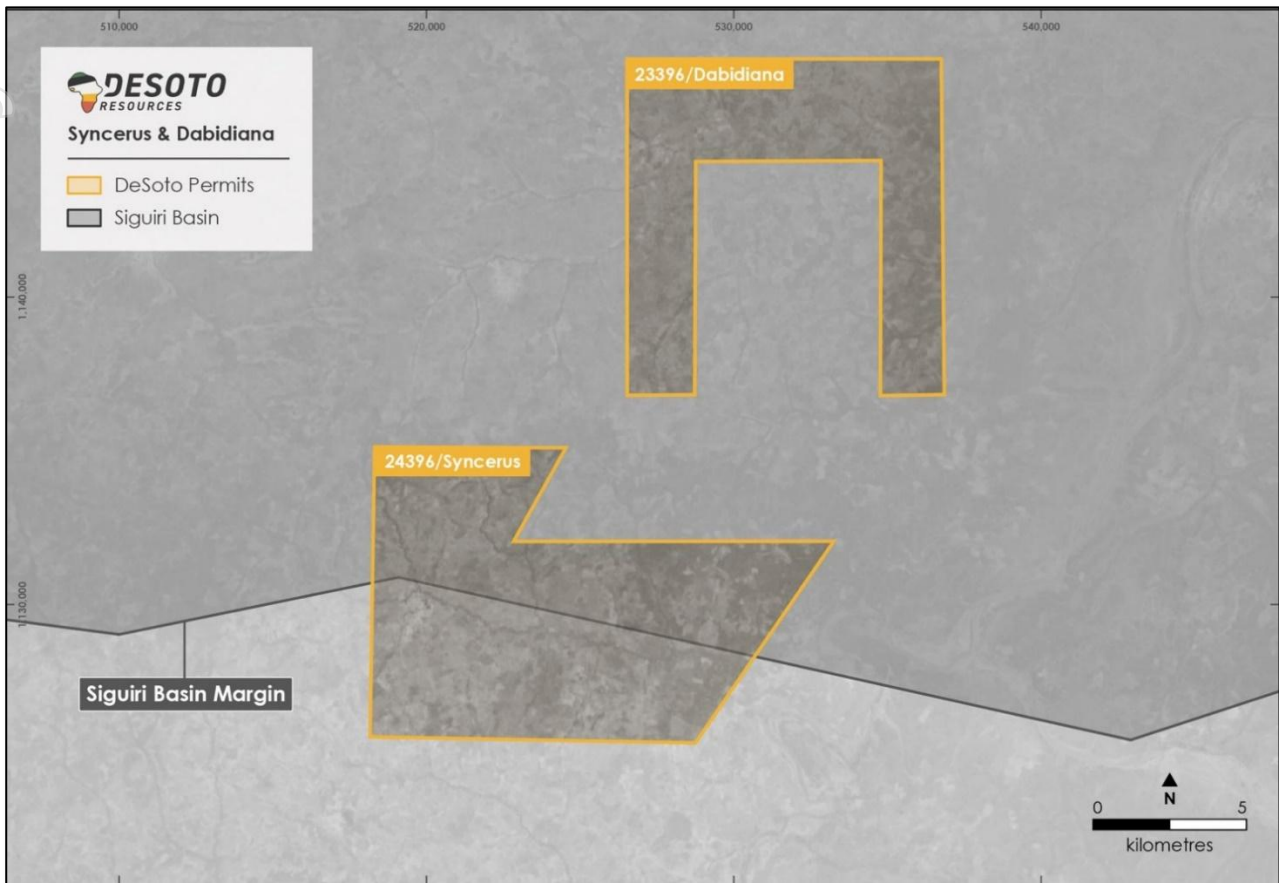 510,000
520,000
530,000
540,000
DESOTO
RESOURCES
Syncerus & Dabidiana
DeSoto Permits
Siguiri Basin
23396/Dabidiana
1,140,000
24396/Syncerus
1,130,000
Siguiri Basin Margin
N
0 5
kilometres